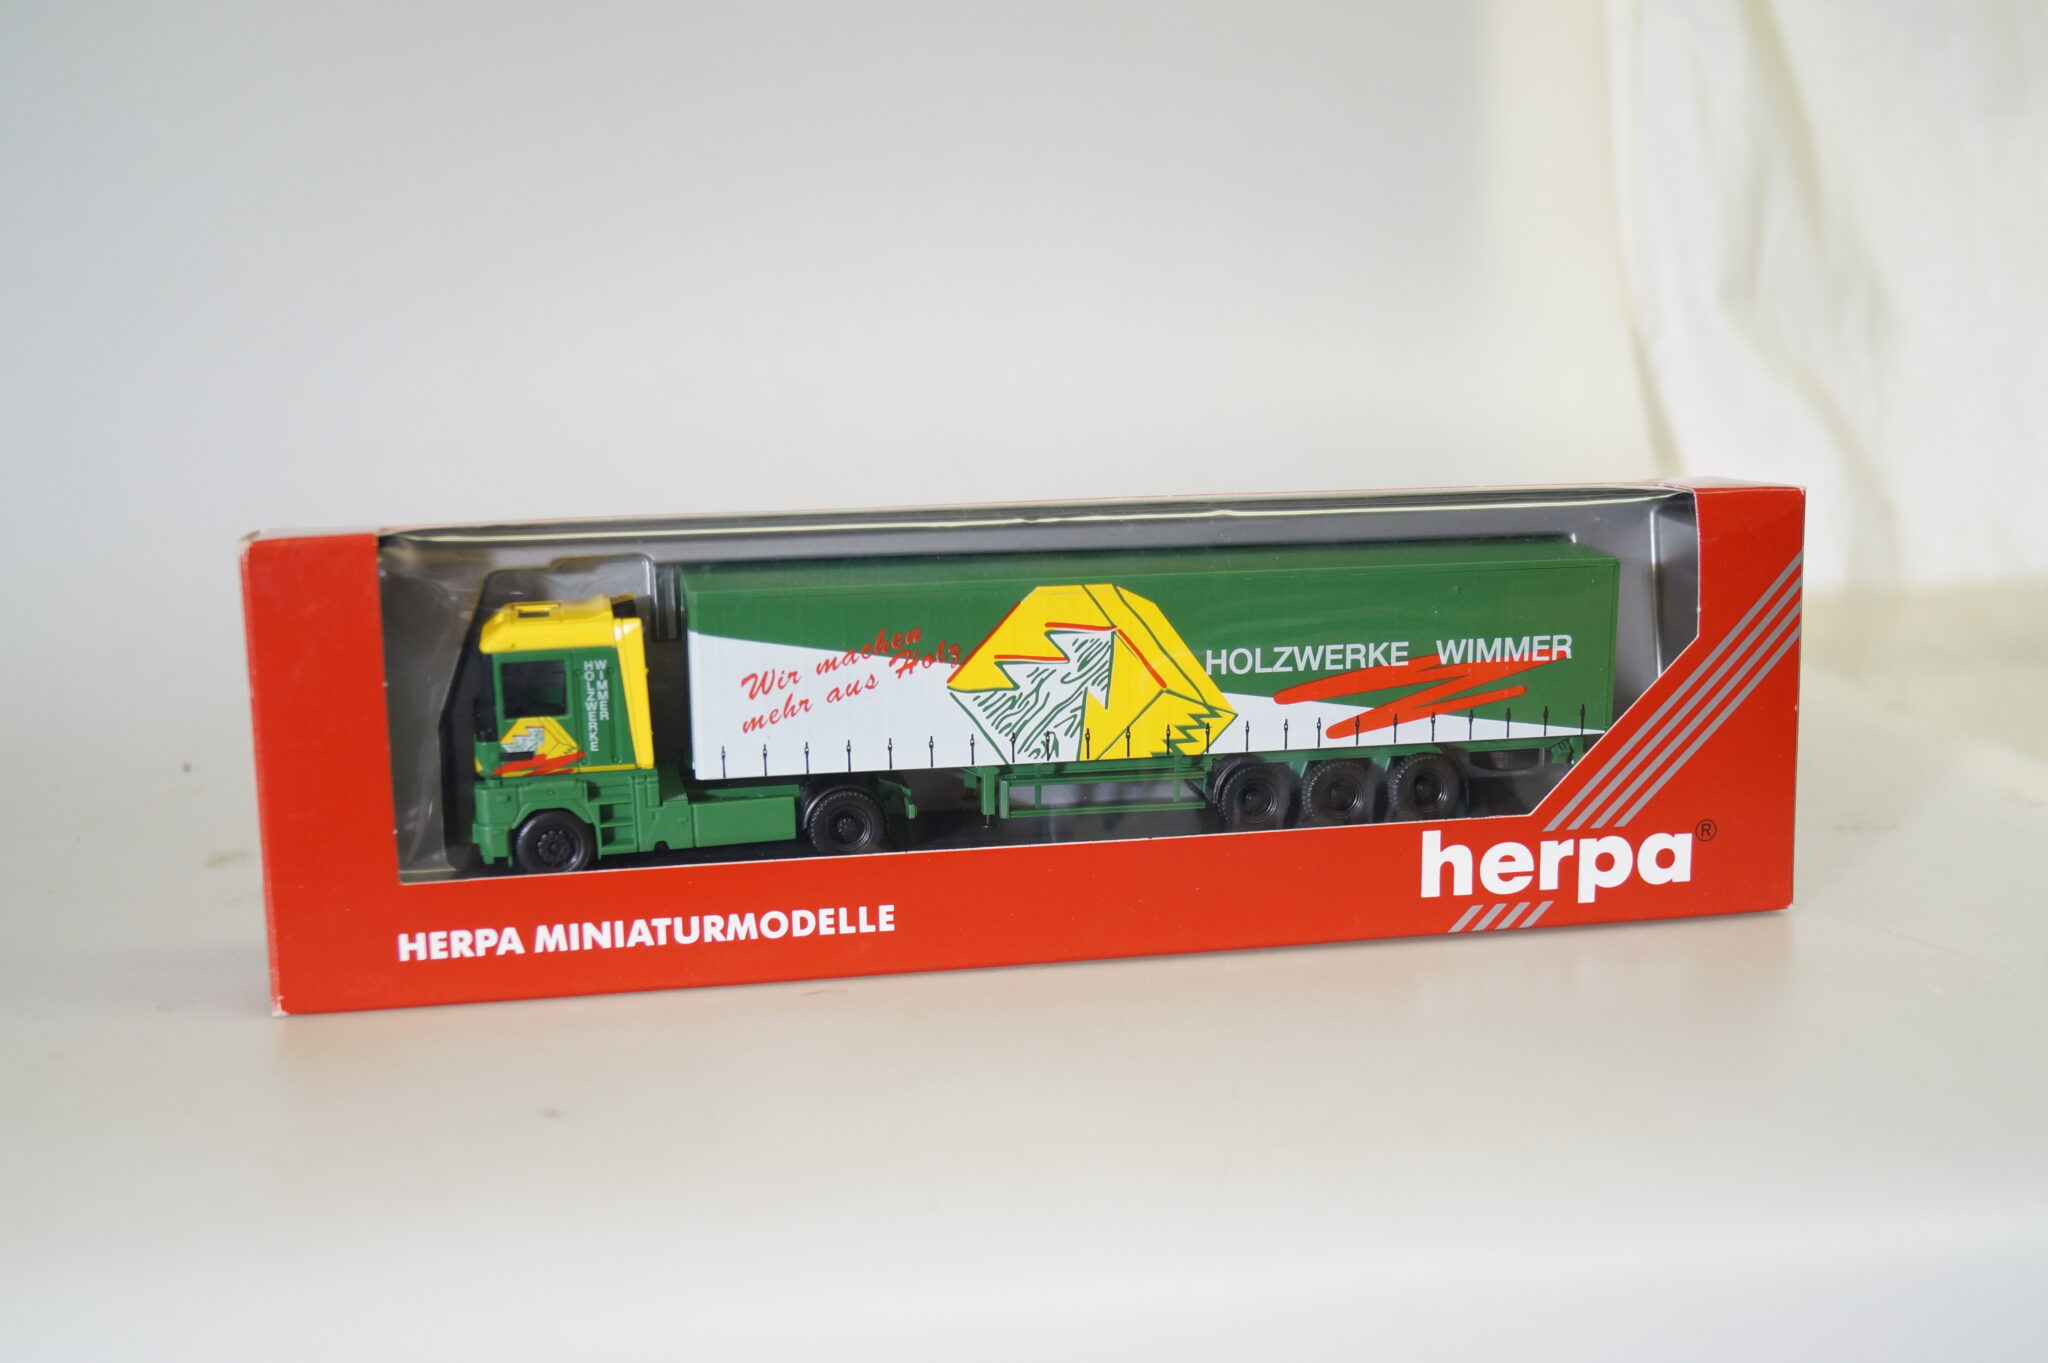 Wir machen
mehr aus Holz
HOLZWERKE WIMMER
HOLZWERKE
WIMMER
herpa®
HERPA MINIATURMODELLE